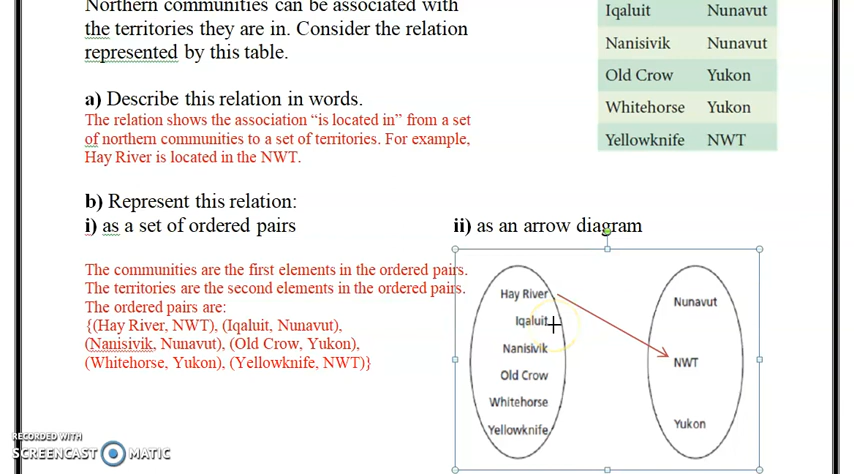 Northern communities can be associated with
the territories they are in. Consider the relation
represented by this table.
Iqaluit Nunavut
Nanisivik Nunavut
Old Crow Yukon
Whitehorse Yukon
Yellowknife NWT
a) Describe this relation in words.
The relation shows the association “is located in” from a set
of northern communities to a set of territories. For example,
Hay River is located in the NWT.
b) Represent this relation:
i) as a set of ordered pairs
ii) as an arrow diagram
The communities are the first elements in the ordered pairs.
The territories are the second elements in the ordered pairs.
The ordered pairs are:
{(Hay River, NWT), (Iqaluit, Nunavut),
(Nanisivik, Nunavut), (Old Crow, Yukon),
(Whitehorse, Yukon), (Yellowknife, NWT)}
Hay River
Iqaluit
Nanisivik
Old Crow
Whitehorse
Yellowknife
Nunavut
NWT
Yukon
RECORDED WITH
SCREENCAST MATIC